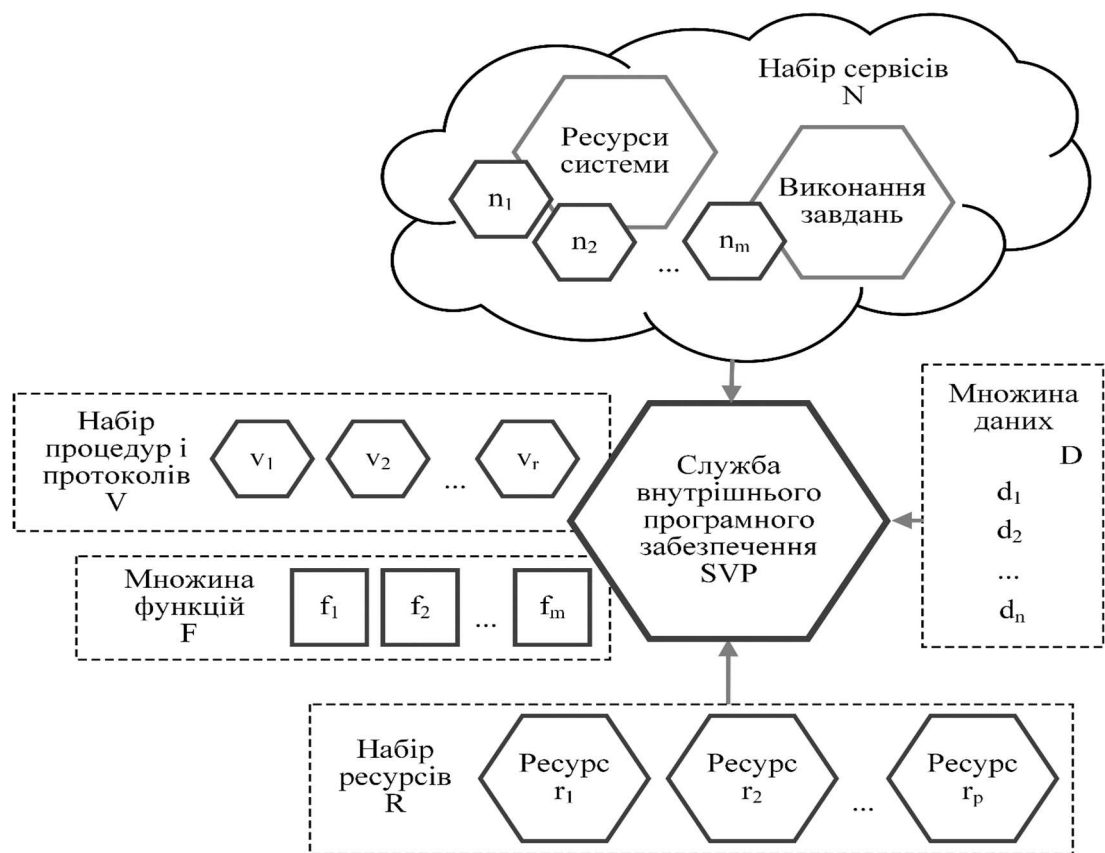 Набір сервісів
N
Ресурси
системи
Виконання
завдань
n₁
n₂
...
nₘ
Набір
процедур і
протоколів
V
v₁
v₂
...
vᵣ
Множина
функцій
F
f₁
f₂
...
fₘ
Служба
внутрішнього
програмного
забезпечення
SVP
Множина
даних
D
d₁
d₂
...
dₙ
Набір
ресурсів
R
Ресурс
r₁
Ресурс
r₂
...
Ресурс
rₚ